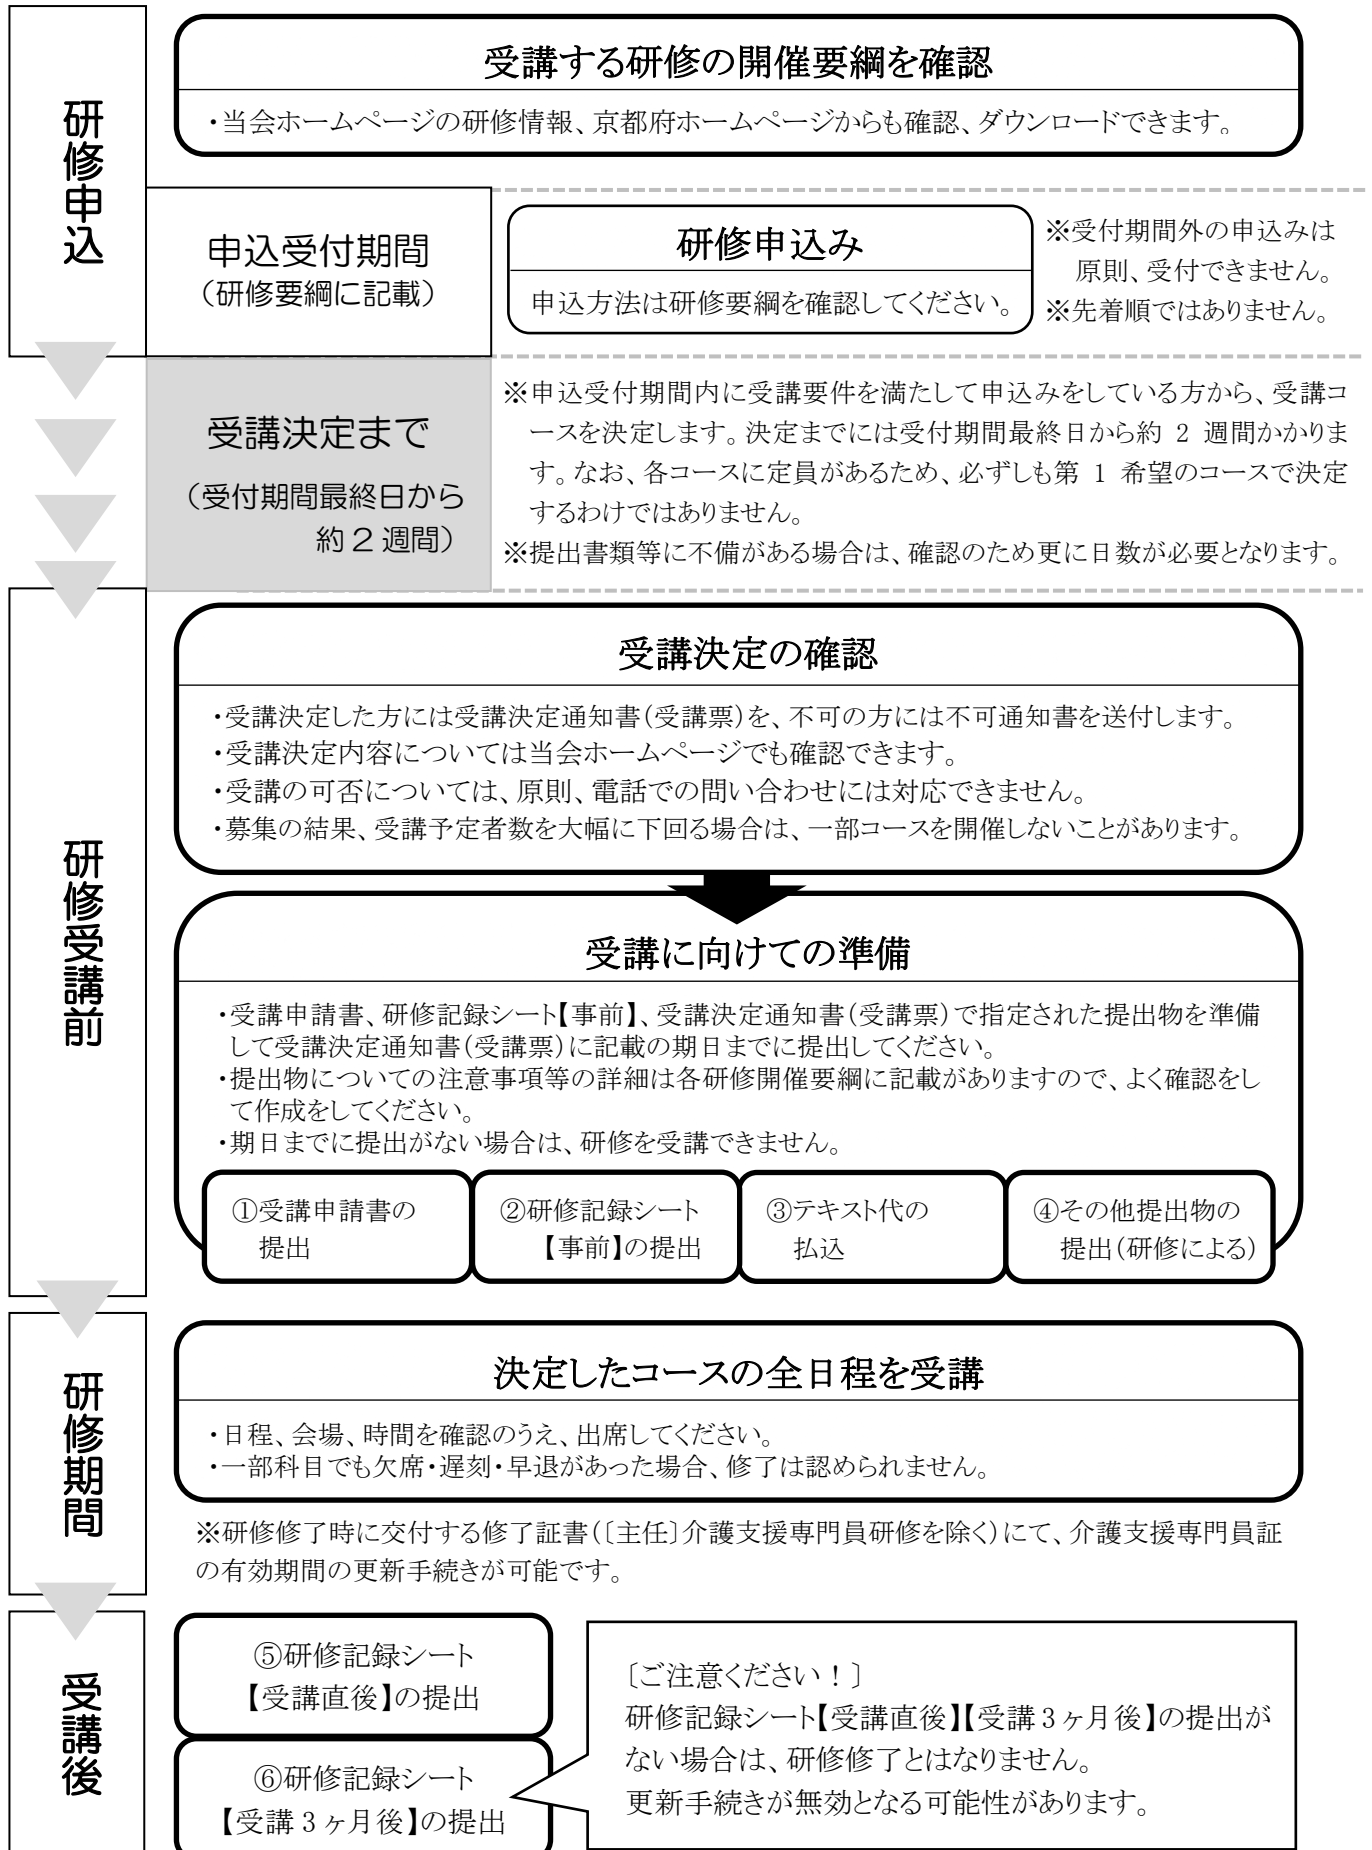 研修申込
受講する研修の開催要綱を確認
・当会ホームページの研修情報、京都府ホームページからも確認、ダウンロードできます。
申込受付期間
（研修要綱に記載）
研修申込み
申込方法は研修要綱を確認してください。
※受付期間外の申込みは
原則、受付できません。
※先着順ではありません。
受講決定まで
（受付期間最終日から
約２週間）
※申込受付期間内に受講要件を満たして申込みをしている方から、受講コ
ースを決定します。決定までには受付期間最終日から約 2 週間かかりま
す。なお、各コースに定員があるため、必ずしも第 1 希望のコースで決定
するわけではありません。
※提出書類等に不備がある場合は、確認のため更に日数が必要となります。
研修受講前
受講決定の確認
・受講決定した方には受講決定通知書（受講票）を、不可の方には不可通知書を送付します。
・受講決定内容については当会ホームページでも確認できます。
・受講の可否については、原則、電話での問い合わせには対応できません。
・募集の結果、受講予定者数を大幅に下回る場合は、一部コースを開催しないことがあります。
受講に向けての準備
・受講申請書、研修記録シート【事前】、受講決定通知書（受講票）で指定された提出物を準備
して受講決定通知書（受講票）に記載の期日までに提出してください。
・提出物についての注意事項等の詳細は各研修開催要綱に記載がありますので、よく確認をし
て作成をしてください。
・期日までに提出がない場合は、研修を受講できません。
①受講申請書の
提出
②研修記録シート
【事前】の提出
③テキスト代の
払込
④その他提出物の
提出（研修による）
研修期間
決定したコースの全日程を受講
・日程、会場、時間を確認のうえ、出席してください。
・一部科目でも欠席・遅刻・早退があった場合、修了は認められません。
※研修修了時に交付する修了証書（〔主任〕介護支援専門員研修を除く）にて、介護支援専門員証
の有効期間の更新手続きが可能です。
受講後
⑤研修記録シート
【受講直後】の提出
⑥研修記録シート
【受講３ヶ月後】の提出
〔ご注意ください！〕
研修記録シート【受講直後】【受講３ヶ月後】の提出が
ない場合は、研修修了とはなりません。
更新手続きが無効となる可能性があります。